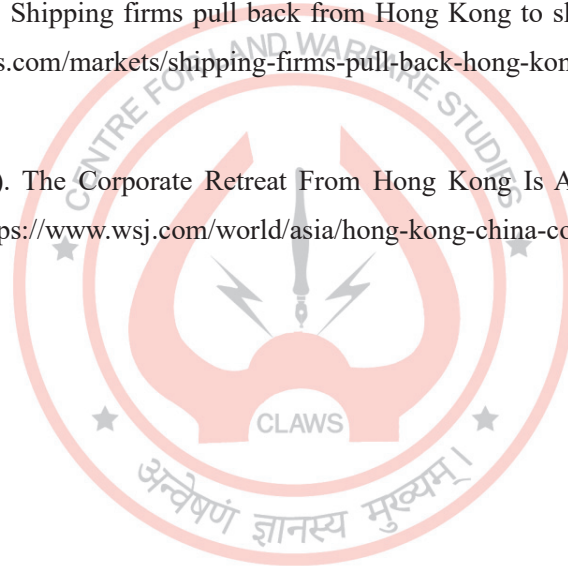 Shipping firms pull back from Hong Kong to sh
s.com/markets/shipping-firms-pull-back-hong-kon
). The Corporate Retreat From Hong Kong Is A
ps://www.wsj.com/world/asia/hong-kong-china-co
CENTRE FOR LAND WARFARE STUDIES
CLAWS
अन्वेषणं ज्ञानस्य मुख्यम्।